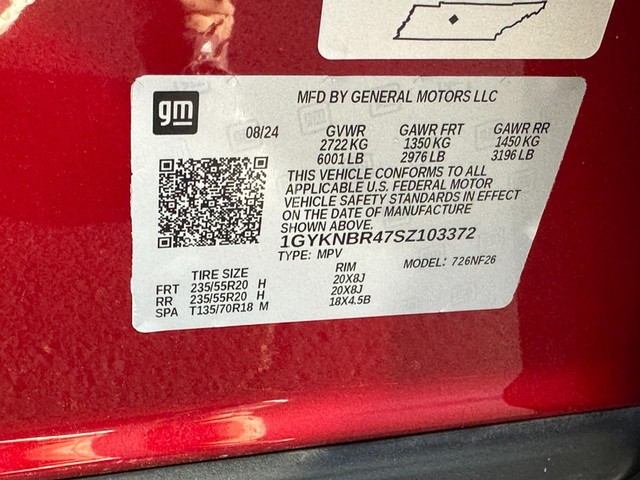 gm
MFD BY GENERAL MOTORS LLC
08/24 GVWR GAWR FRT GAWR RR
2722 KG 1350 KG 1450 KG
6001 LB 2976 LB 3196 LB
THIS VEHICLE CONFORMS TO ALL
APPLICABLE U.S. FEDERAL MOTOR
VEHICLE SAFETY STANDARDS IN EFFECT
ON THE DATE OF MANUFACTURE
SHOWN ABOVE.
1GYKNBR47SZ103372
TYPE: MPV MODEL: 726NF26
TIRE SIZE RIM
FRT 235/55R20 H 20X8J
RR 235/55R20 H 20X8J
SPA T135/70R18 M 18X4.5B